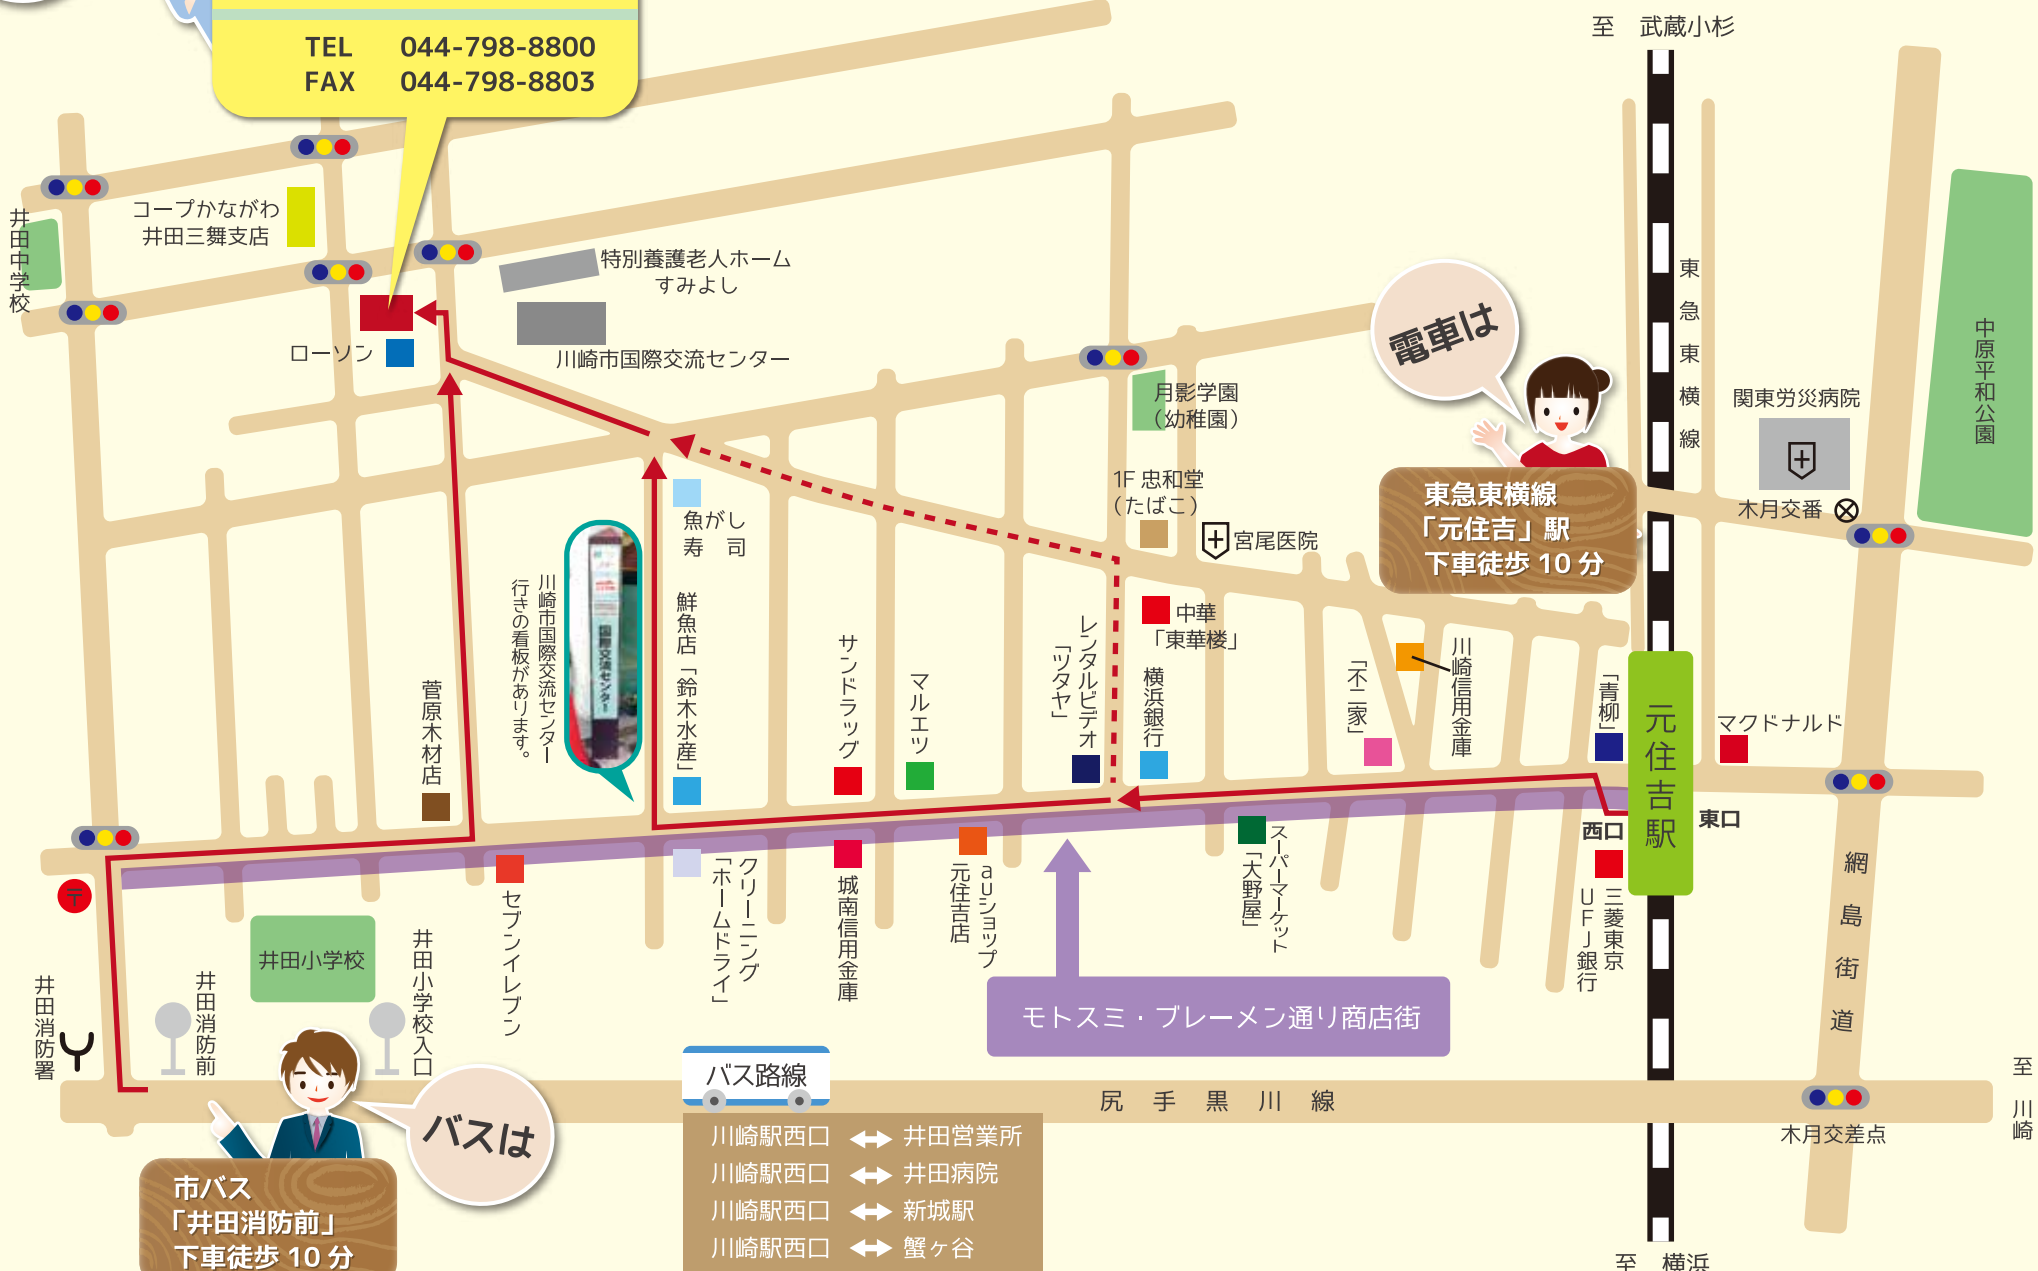 TEL 044-798-8800
FAX 044-798-8803
至 武蔵小杉
井田中学校
コープかながわ
井田三舞支店
特別養護老人ホーム
すみよし
川崎市国際交流センター
ローソン
電車は
東急東横線
「元住吉」駅
下車徒歩 10 分
東急東横線
関東労災病院
木月交番
中原平和公園
月影学園
（幼稚園）
1F 忠和堂
（たばこ）
宮尾医院
魚がし
寿 司
川崎市国際交流センター
行きの看板があります。
国際交流センター
鮮魚店「鈴木水産」
菅原木材店
サンドラッグ
マルエツ
レンタルビデオ
「ツタヤ」
中華
「東華楼」
横浜銀行
「不二家」
川崎信用金庫
「青柳」
元住吉駅
マクドナルド
西口
東口
三菱東京
UFJ銀行
スーパーマーケット
「大野屋」
auショップ
元住吉店
城南信用金庫
クリーニング
「ホームドライ」
セブンイレブン
〒
井田小学校
井田小学校入口
井田消防前
井田消防署
モトスミ・ブレーメン通り商店街
網島街道
バス路線
尻手黒川線
至 川崎
木月交差点
バスは
市バス
「井田消防前」
下車徒歩 10 分
川崎駅西口 ⟷ 井田営業所
川崎駅西口 ⟷ 井田病院
川崎駅西口 ⟷ 新城駅
川崎駅西口 ⟷ 蟹ヶ谷
至 横浜